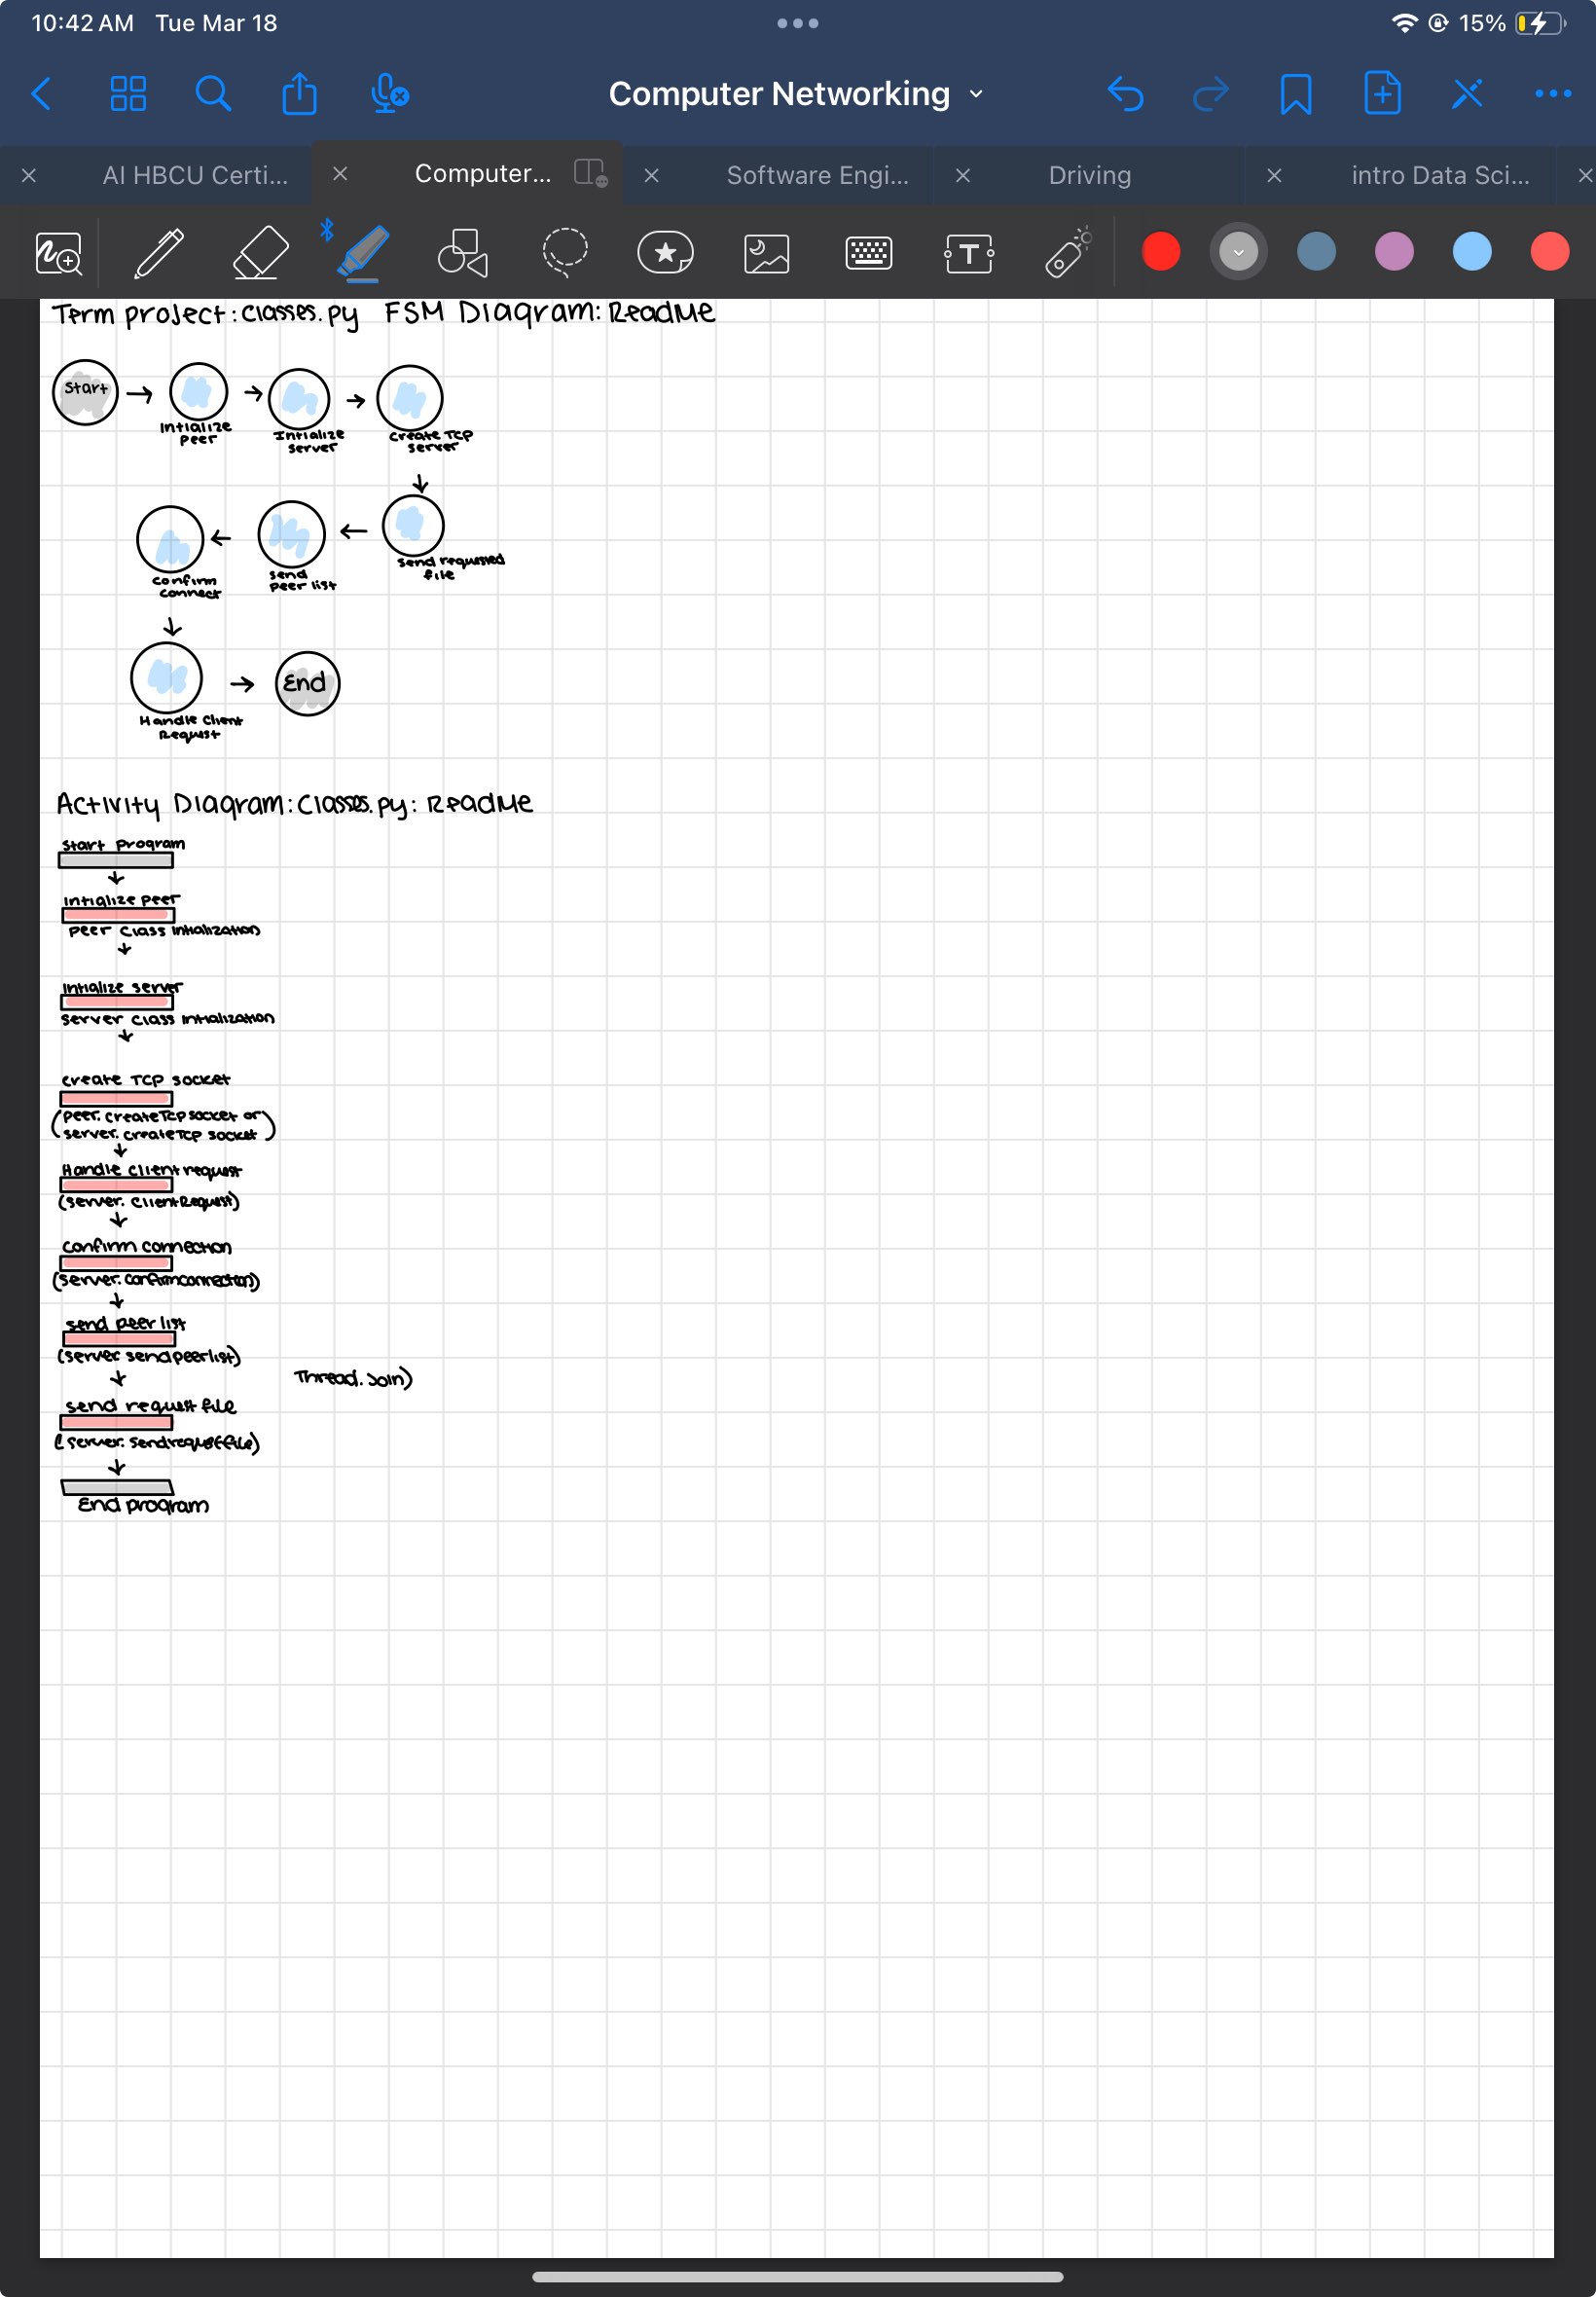 10:42 AM Tue Mar 18
15%
Computer Networking
AI HBCU Certi...
Computer...
Software Engi...
Driving
intro Data Sci...
T
Term project: classes.py FSM Diagram: ReadMe
Start
Intialize
peer
Intialize
server
create TCP
server
send requested
file
send
peer list
confirm
connect
Handle Client
Request
End
Activity Diagram: Classes.py: ReadMe
start program
Intialize peer
peer class intialization
Intialize server
server class intialization
create TCP socket
(peer.createTcpsocket or
server.createTcp socket)
Handle client request
(server.ClientRequest)
confirm connection
(server.confirmconnection)
send peer list
(server.sendpeerlist)
Thread.Join)
send request file
(server.sendrequestfile)
End program